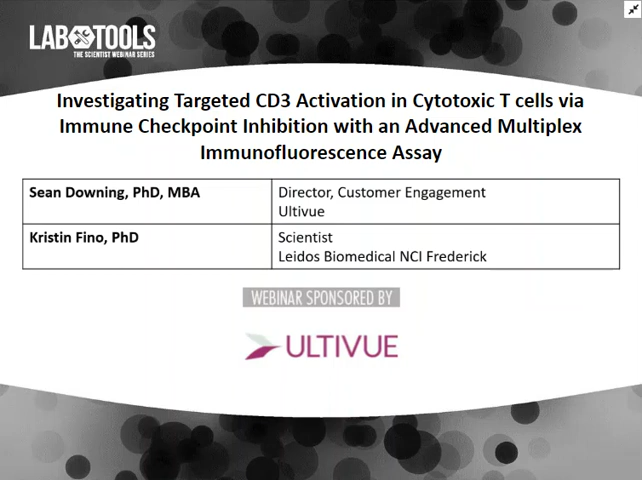 LAB TOOLS
THE SCIENTIST WEBINAR SERIES
Investigating Targeted CD3 Activation in Cytotoxic T cells via
Immune Checkpoint Inhibition with an Advanced Multiplex
Immunofluorescence Assay
Sean Downing, PhD, MBA
Director, Customer Engagement
Ultivue
Kristin Fino, PhD
Scientist
Leidos Biomedical NCI Frederick
WEBINAR SPONSORED BY
ULTIVUE